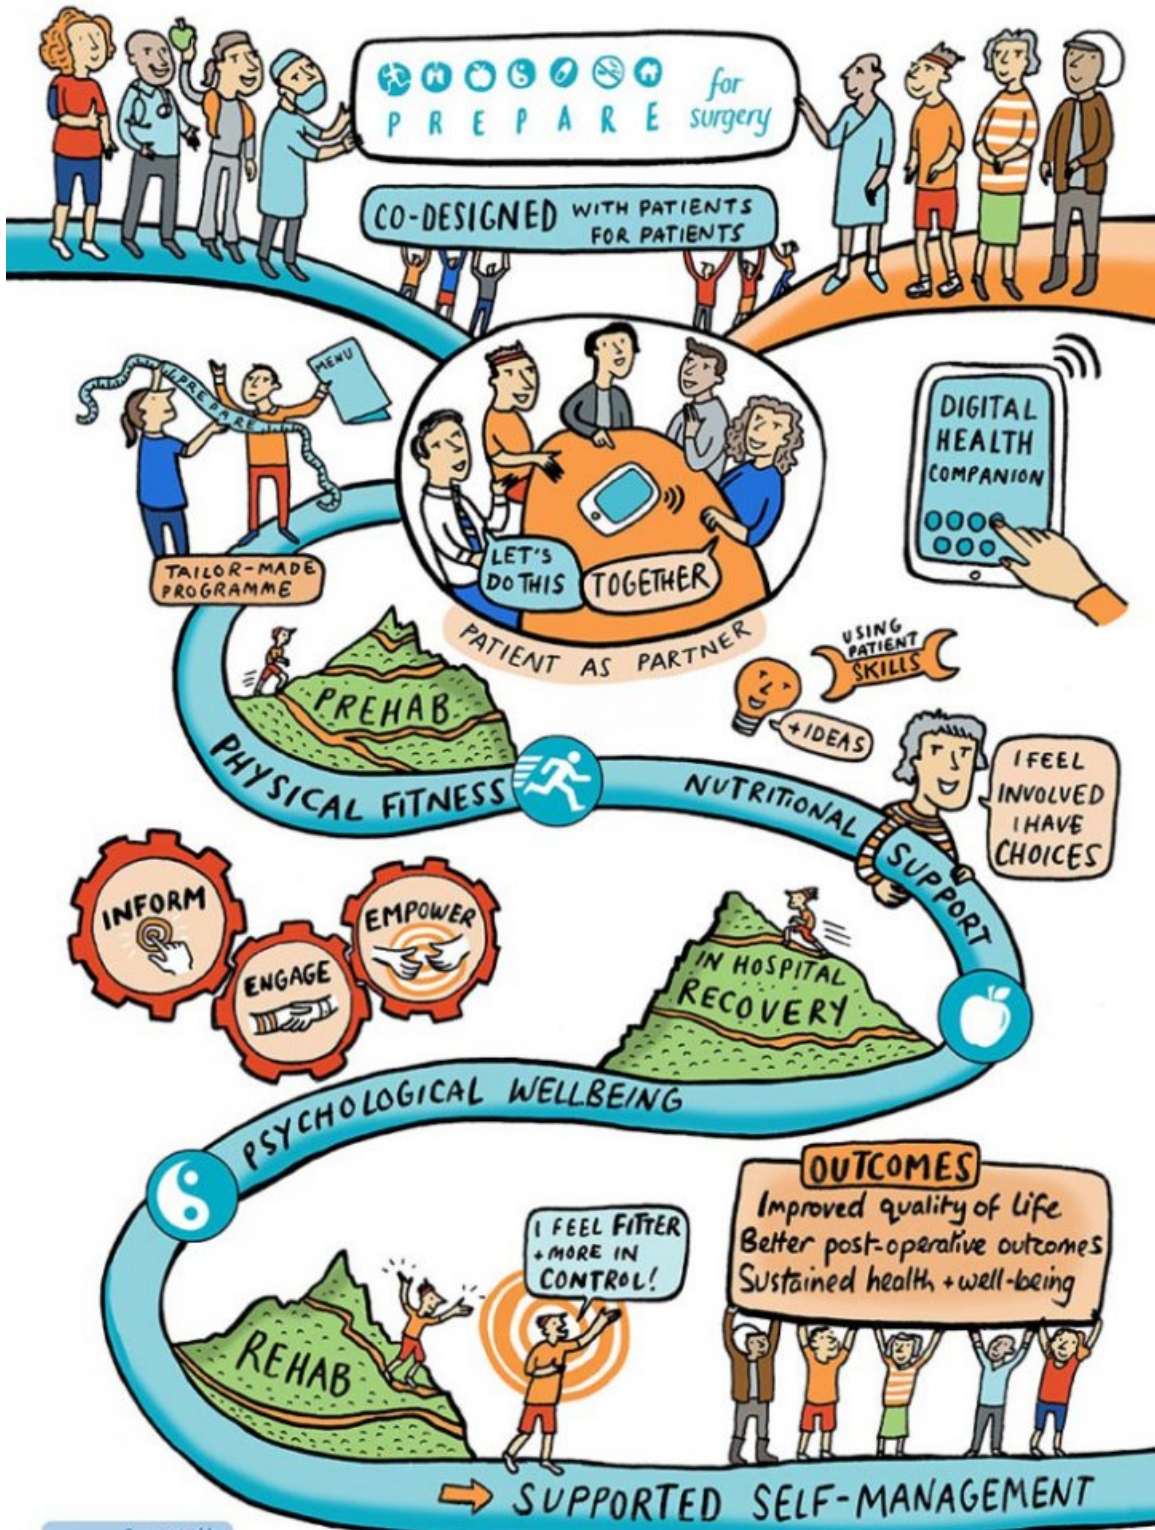 PREPARE for
surgery
CO-DESIGNED WITH PATIENTS
FOR PATIENTS
PREPARE
MENU
TAILOR-MADE
PROGRAMME
LET'S
DO THIS
TOGETHER
PATIENT AS PARTNER
DIGITAL
HEALTH
COMPANION
USING
PATIENT
SKILLS
+IDEAS
I FEEL
INVOLVED
I HAVE
CHOICES
PREHAB
PHYSICAL FITNESS
NUTRITIONAL
SUPPORT
INFORM
ENGAGE
EMPOWER
IN HOSPITAL
RECOVERY
PSYCHOLOGICAL WELLBEING
OUTCOMES
Improved quality of life
Better post-operative outcomes
Sustained health + well-being
I FEEL FITTER
+ MORE IN
CONTROL!
REHAB
SUPPORTED SELF-MANAGEMENT